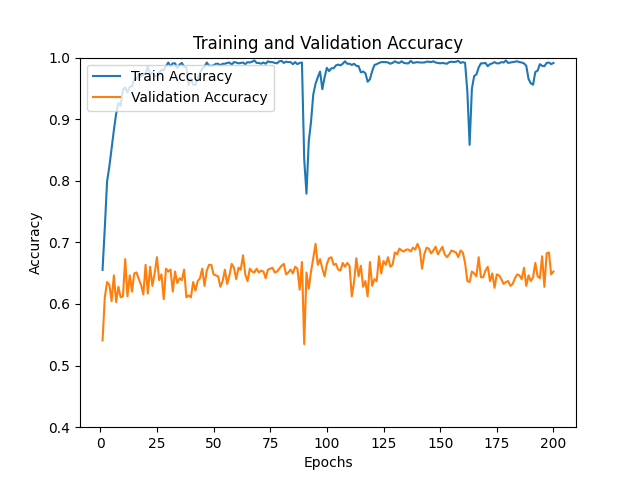 Training and Validation Accuracy
1.0
Train Accuracy
Validation Accuracy
0.9
0.8
0.7
0.6
0.5
0.4
Accuracy
0 25 50 75 100 125 150 175 200
Epochs